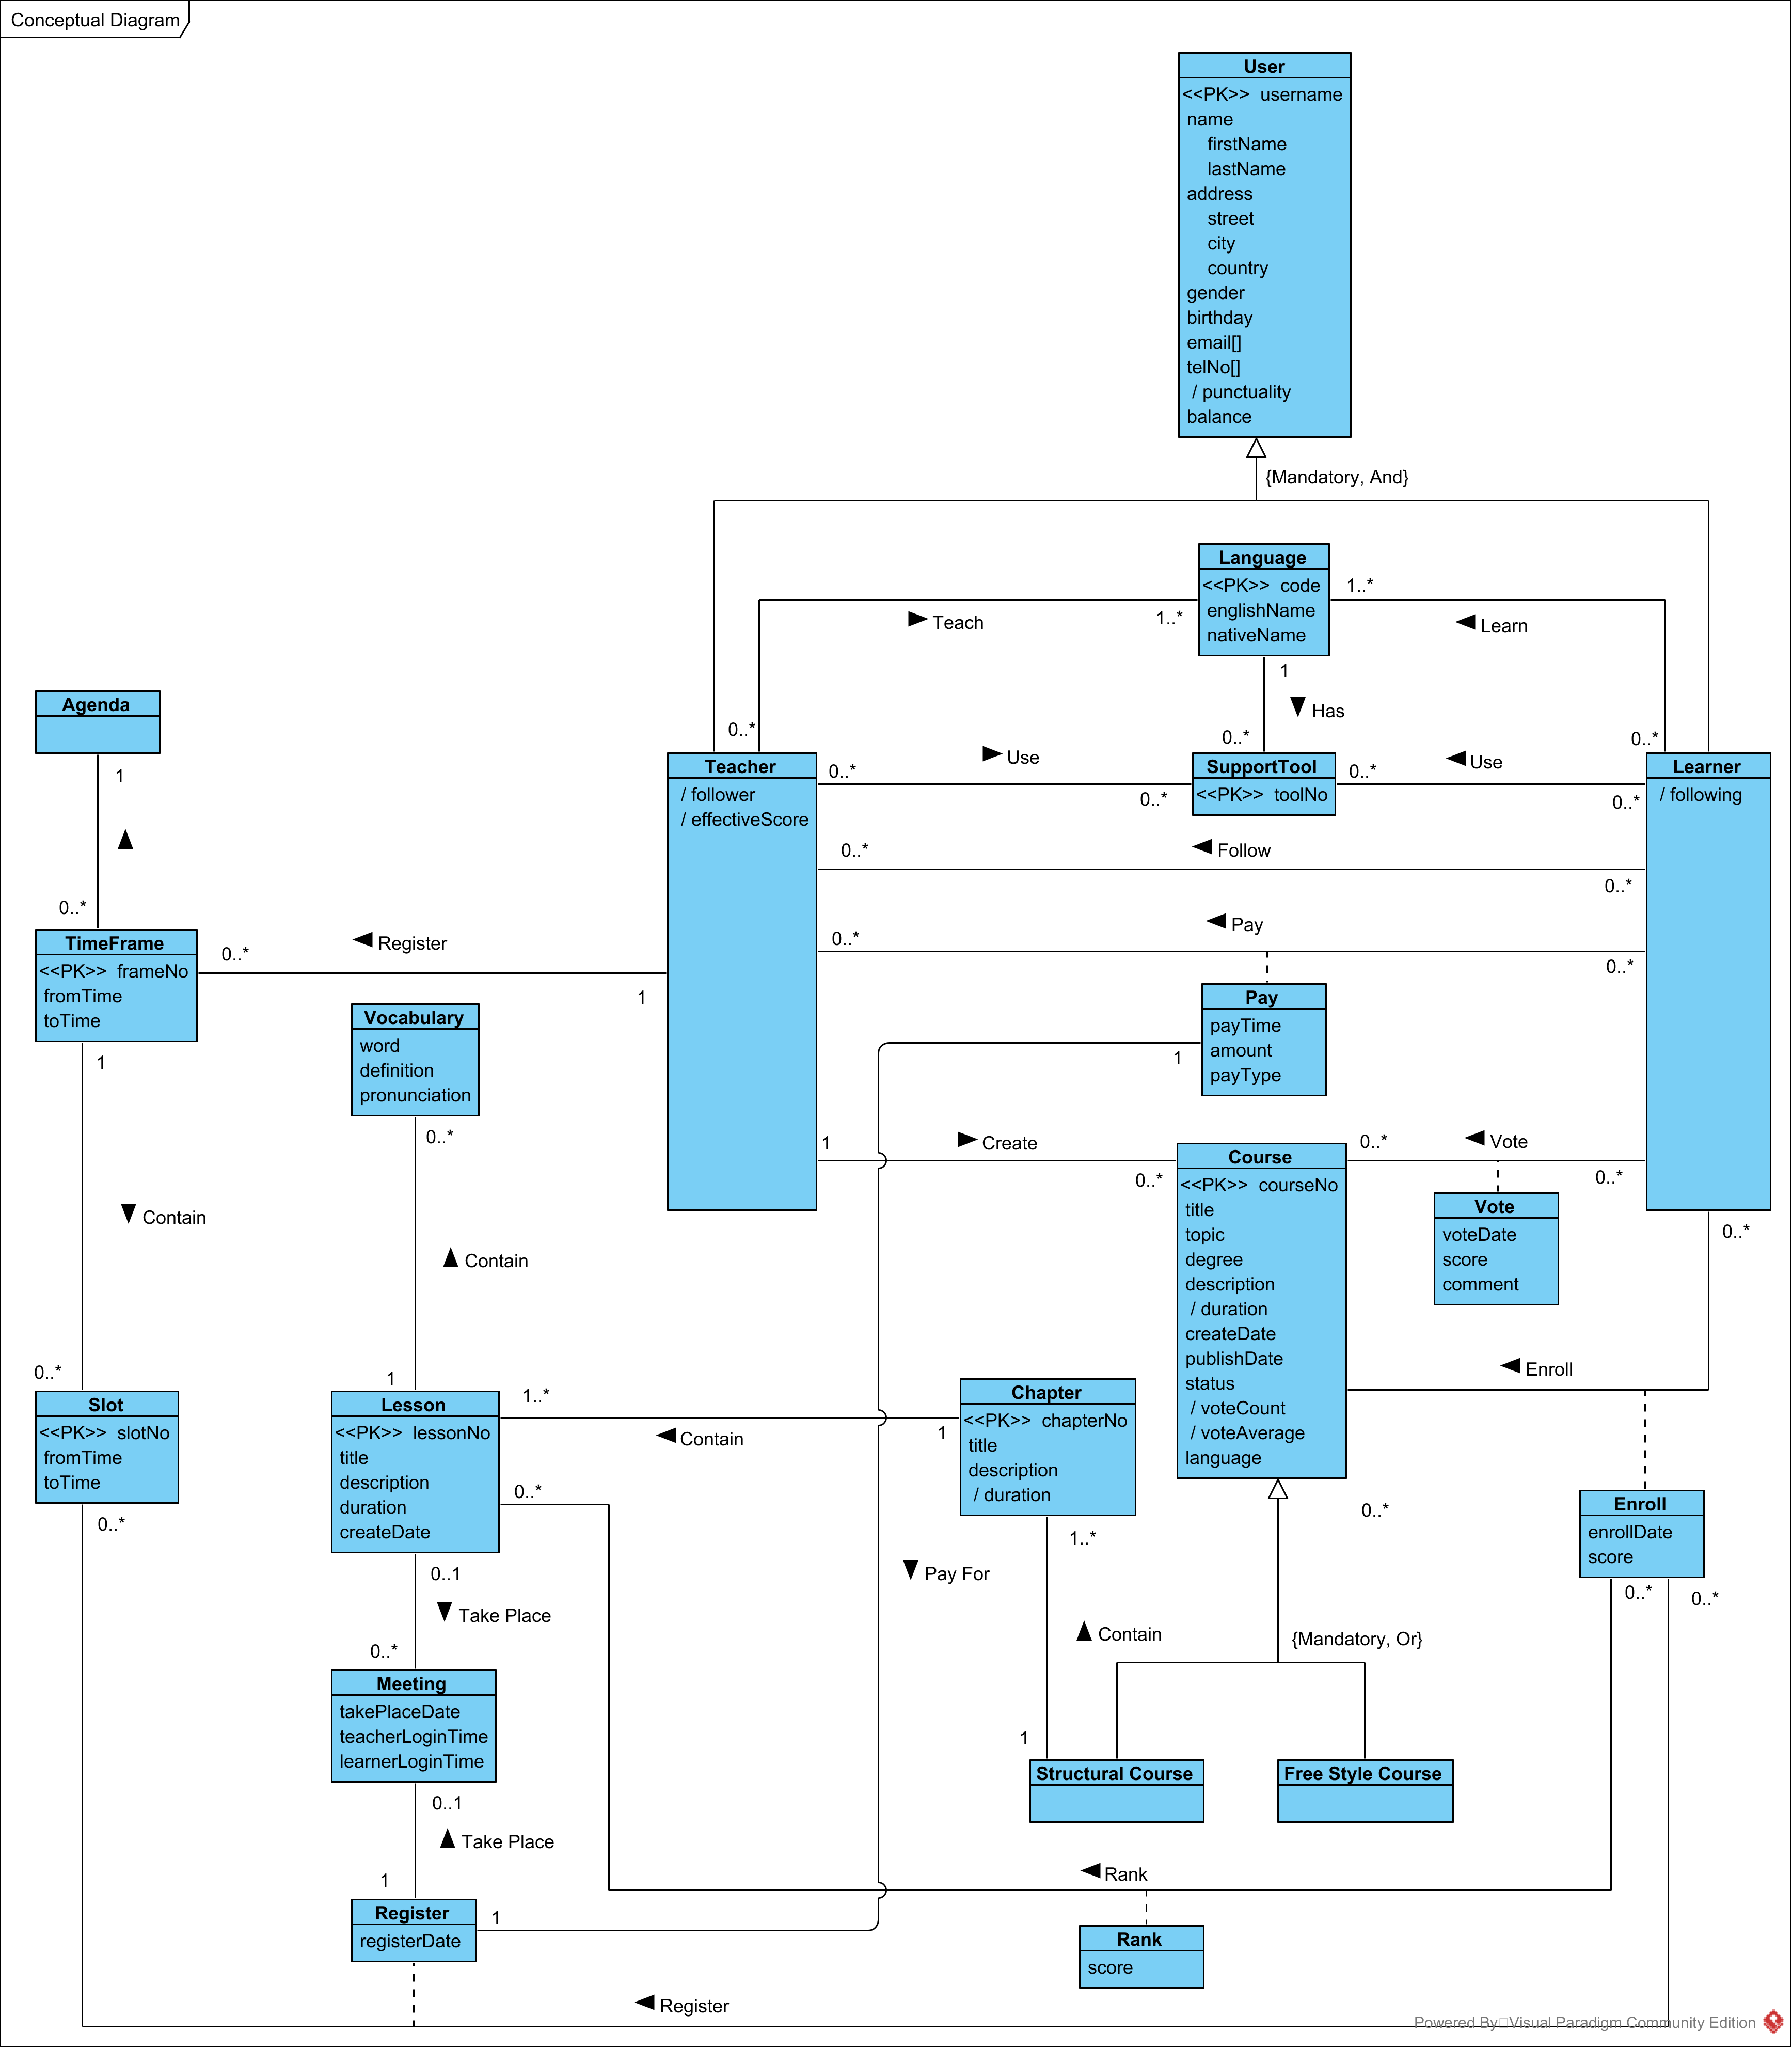 Conceptual Diagram
User
<<PK>> username
name
firstName
lastName
address
street
city
country
gender
birthday
email[]
telNo[]
/ punctuality
balance
{Mandatory, And}
Language
<<PK>> code
englishName
nativeName
1..*
Teach
1..*
Learn
1
Has
0..*
0..*
0..*
Agenda
1
0..*
Teacher
/ follower
/ effectiveScore
0..*
Use
0..*
SupportTool
<<PK>> toolNo
0..*
Use
0..*
Learner
/ following
0..*
Follow
0..*
0..*
Pay
0..*
TimeFrame
<<PK>> frameNo
fromTime
toTime
0..*
Register
1
1
Vocabulary
word
definition
pronunciation
0..*
Pay
payTime
amount
payType
1
1
Create
0..*
Course
<<PK>> courseNo
title
topic
degree
description
/ duration
createDate
publishDate
status
/ voteCount
/ voteAverage
language
0..*
Vote
0..*
Vote
voteDate
score
comment
0..*
Enroll
0..*
Contain
Contain
0..*
1
Slot
<<PK>> slotNo
fromTime
toTime
0..*
Lesson
<<PK>> lessonNo
title
description
duration
createDate
1..*
Contain
1
0..*
Chapter
<<PK>> chapterNo
title
description
/ duration
1..*
Enroll
enrollDate
score
0..*
0..*
0..1
Take Place
0..*
Pay For
Contain
{Mandatory, Or}
1
Meeting
takePlaceDate
teacherLoginTime
learnerLoginTime
0..1
Take Place
1
Structural Course
Free Style Course
Rank
Register
registerDate
1
Rank
score
Register
Powered By Visual Paradigm Community Edition